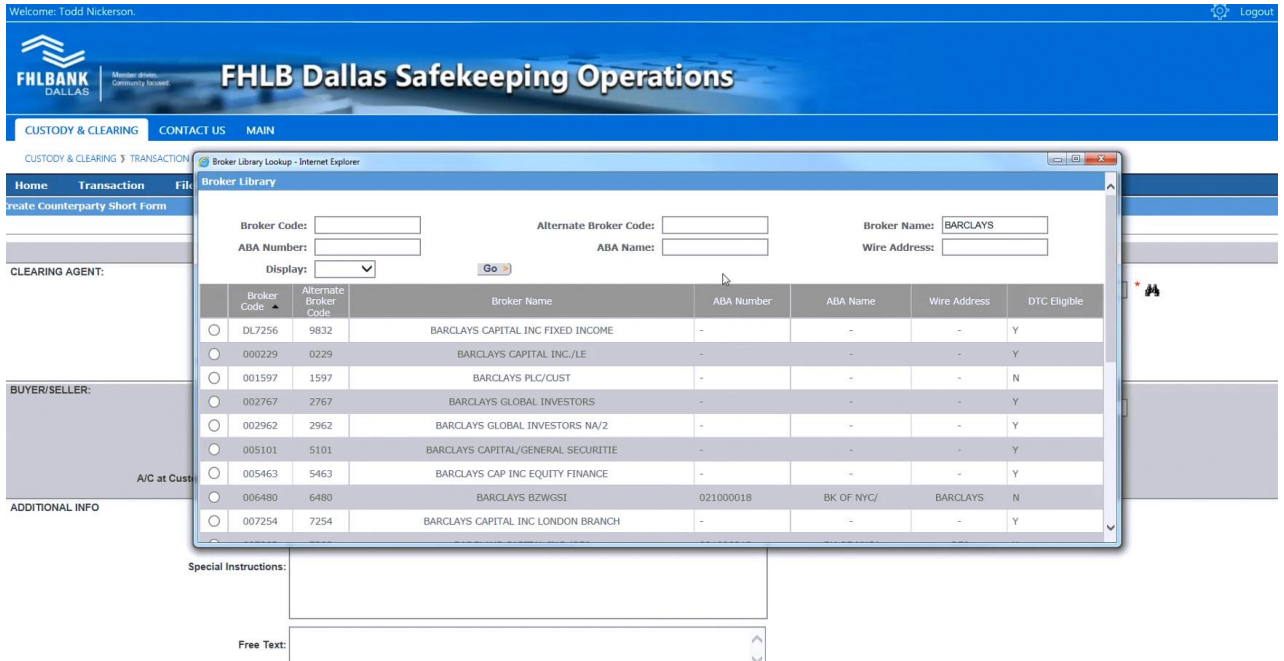 Welcome: Todd Nickerson.
Logout
FHLBANK
DALLAS
Member driven.
Community focused.
FHLB Dallas Safekeeping Operations
CUSTODY & CLEARING CONTACT US MAIN
CUSTODY & CLEARING TRANSACTION
Broker Library Lookup - Internet Explorer
Home Transaction
Broker Library
Create Counterparty Short Form
Broker Code: Alternate Broker Code: Broker Name: BARCLAYS
ABA Number: ABA Name: Wire Address:
Display: Go
CLEARING AGENT:
*
Broker Code Alternate Broker Code Broker Name ABA Number ABA Name Wire Address DTC Eligible
DL7256 9832 BARCLAYS CAPITAL INC FIXED INCOME - - - Y
000229 0229 BARCLAYS CAPITAL INC./LE - - - Y
001597 1597 BARCLAYS PLC/CUST - - - N
BUYER/SELLER:
002767 2767 BARCLAYS GLOBAL INVESTORS - - - Y
002962 2962 BARCLAYS GLOBAL INVESTORS NA/2 - - - Y
005101 5101 BARCLAYS CAPITAL/GENERAL SECURITIE - - - Y
005463 5463 BARCLAYS CAP INC EQUITY FINANCE - - - Y
A/C at
006480 6480 BARCLAYS BZWGSI 021000018 BK OF NYC/ BARCLAYS N
ADDITIONAL INFO
007254 7254 BARCLAYS CAPITAL INC LONDON BRANCH - - - Y
Special Instructions:
Free Text: